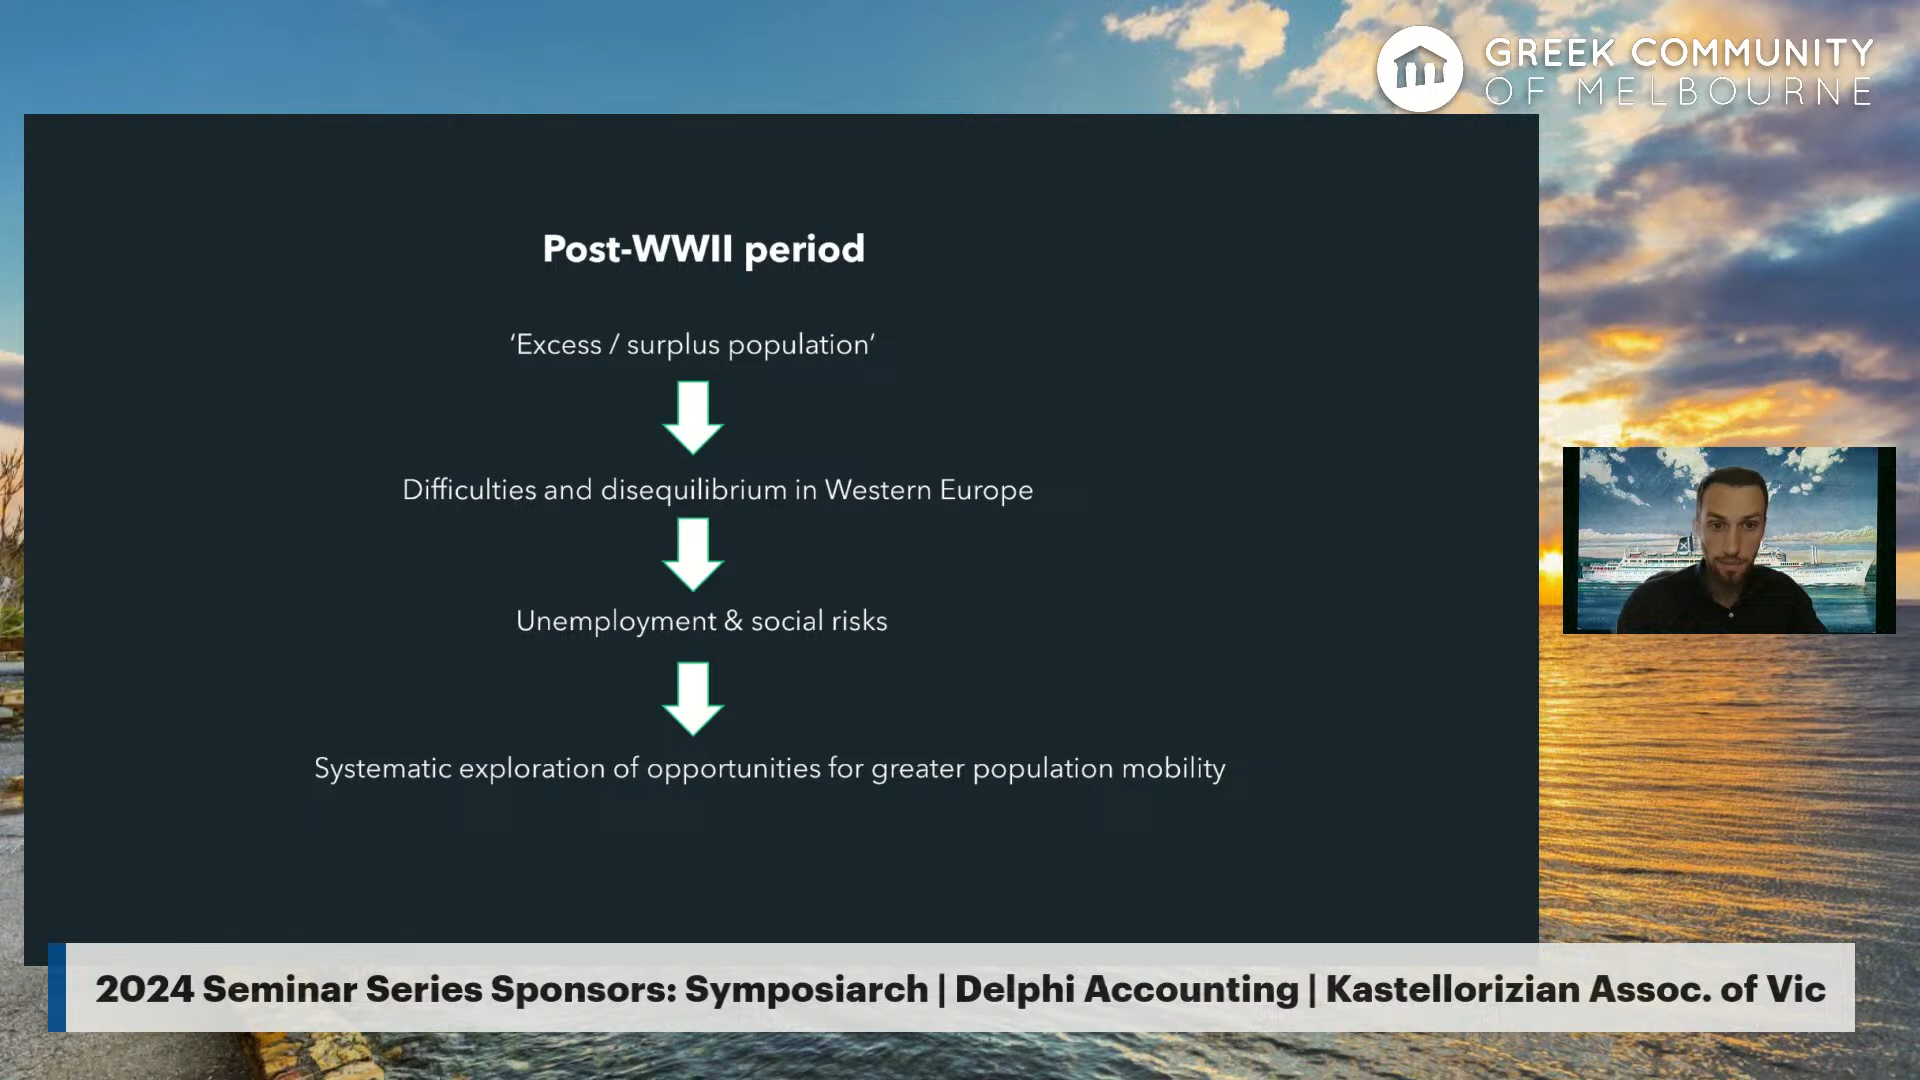 GREEK COMMUNITY
OF MELBOURNE
Post-WWII period
‘Excess / surplus population’
Difficulties and disequilibrium in Western Europe
Unemployment & social risks
Systematic exploration of opportunities for greater population mobility
2024 Seminar Series Sponsors: Symposiarch | Delphi Accounting | Kastellorizian Assoc. of Vic